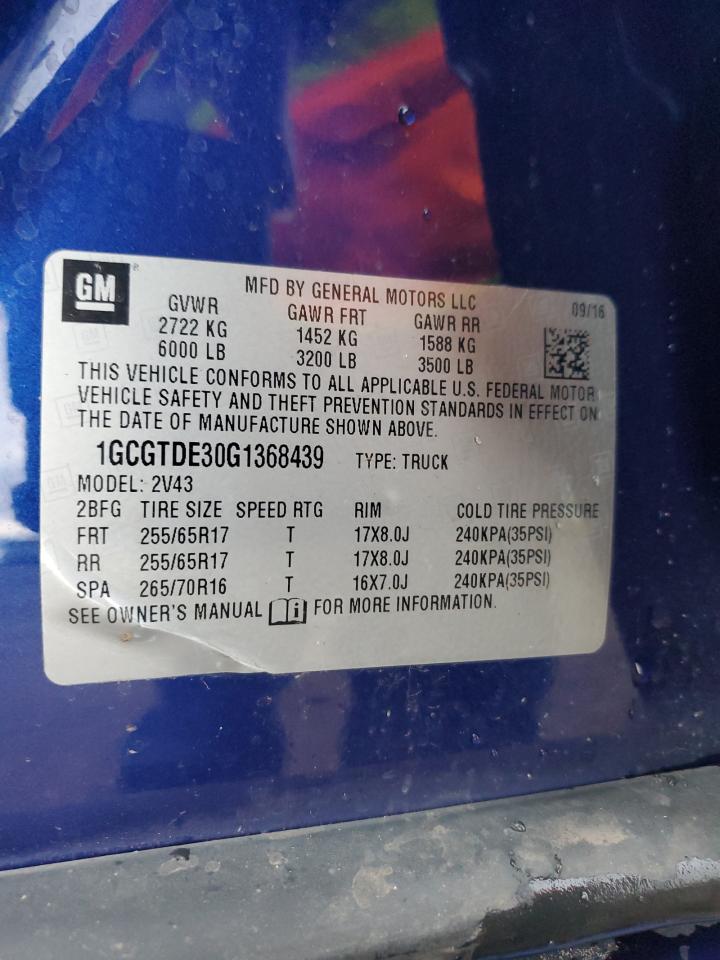 GM
MFD BY GENERAL MOTORS LLC 09/16
GVWR GAWR FRT GAWR RR
2722 KG 1452 KG 1588 KG
6000 LB 3200 LB 3500 LB
THIS VEHICLE CONFORMS TO ALL APPLICABLE U.S. FEDERAL MOTOR
VEHICLE SAFETY AND THEFT PREVENTION STANDARDS IN EFFECT ON
THE DATE OF MANUFACTURE SHOWN ABOVE.
1GCGTDE30G1368439 TYPE: TRUCK
MODEL: 2V43
2BFG TIRE SIZE SPEED RTG RIM COLD TIRE PRESSURE
FRT 255/65R17 T 17X8.0J 240KPA(35PSI)
RR 255/65R17 T 17X8.0J 240KPA(35PSI)
SPA 265/70R16 T 16X7.0J 240KPA(35PSI)
SEE OWNER'S MANUAL i FOR MORE INFORMATION.